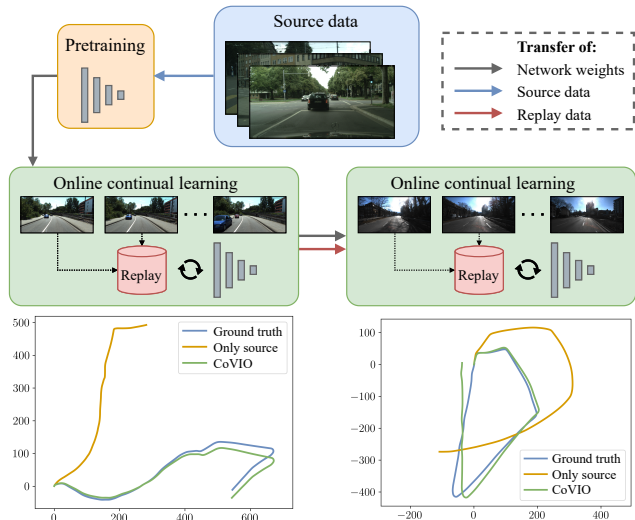 Source data
Pretraining
Transfer of:
Network weights
Source data
Replay data
Online continual learning
Replay
Online continual learning
Replay
500
400
300
200
100
0
0
200
400
600
Ground truth
Only source
CoVIO
100
0
−100
−200
−300
−400
−200
0
200
400
Ground truth
Only source
CoVIO